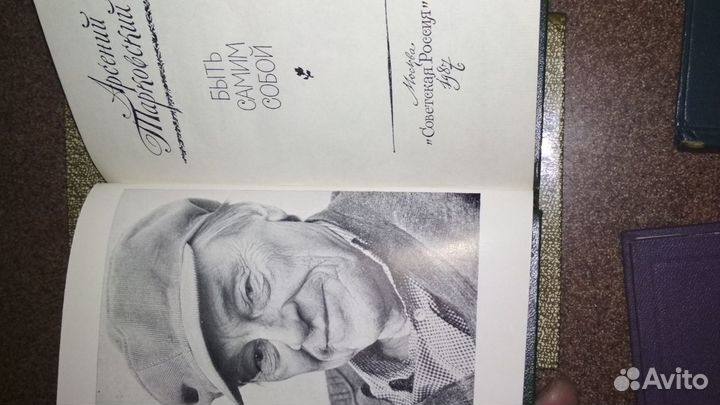 Арсений
Тарковский
БЫТЬ
САМИМ
СОБОЙ
Москва
"Советская Россия"
1987
Avito